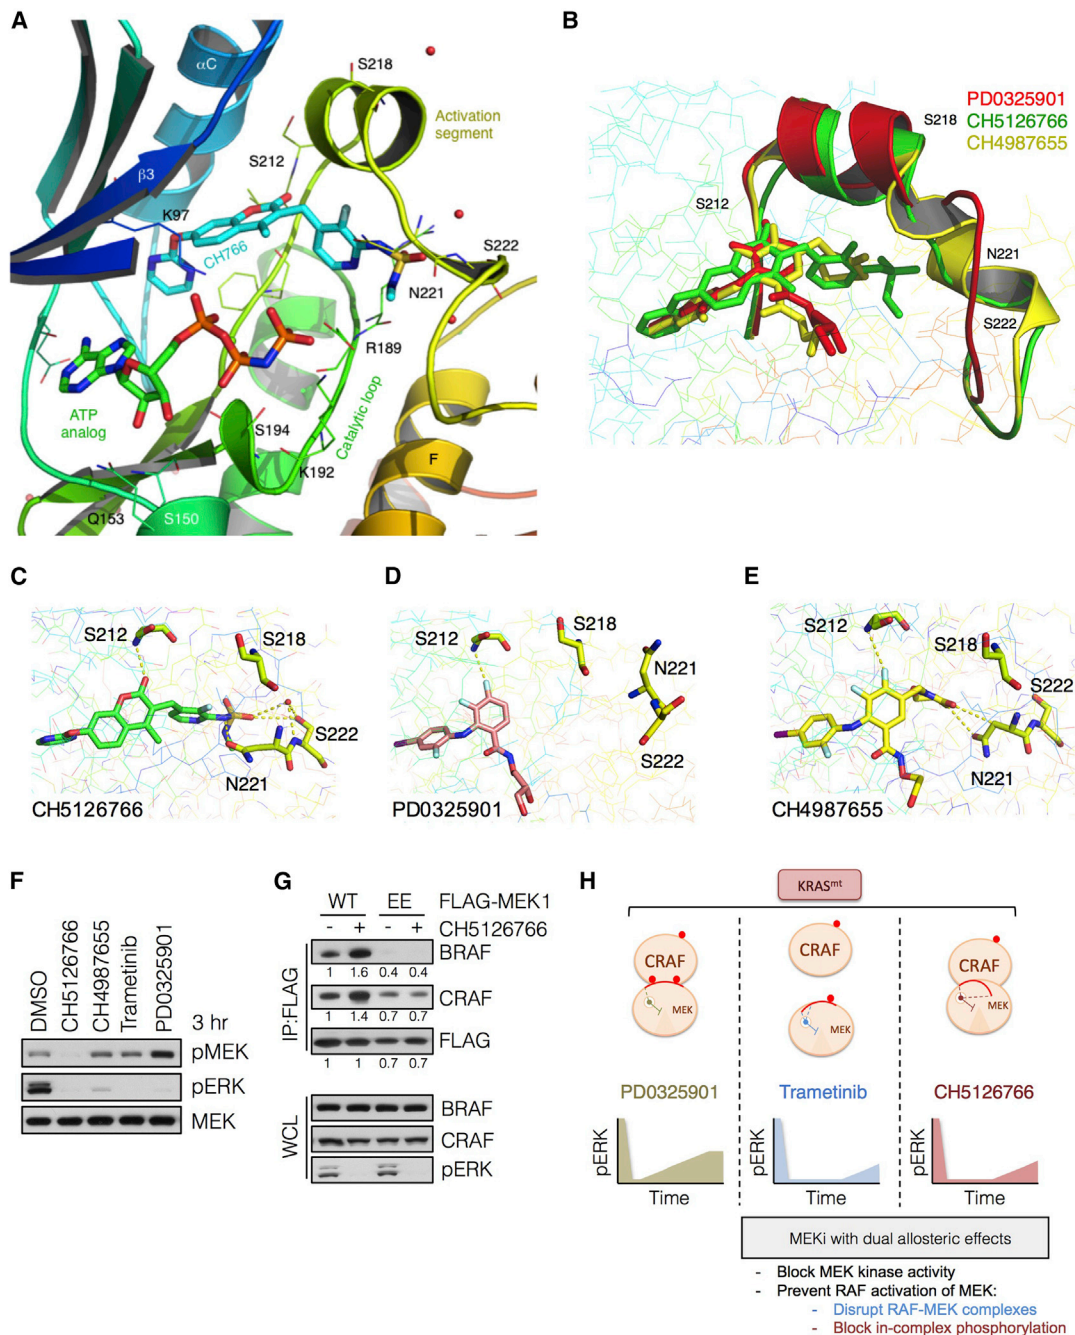 A
αC
S218
Activation
segment
S212
β3
K97
CH766
S222
N221
R189
ATP
analog
S194
Catalytic loop
K192
F
Q153
S150
B
PD0325901
CH5126766
CH4987655
S218
S212
N221
S222
C
S212
S218
S222
N221
CH5126766
D
S212
S218
N221
S222
PD0325901
E
S212
S218
S222
N221
CH4987655
F
DMSO
CH5126766
CH4987655
Trametinib
PD0325901
3 hr
pMEK
pERK
MEK
G
WT EE FLAG-MEK1
- + - + CH5126766
IP:FLAG
BRAF
1 1.6 0.4 0.4
CRAF
1 1.4 0.7 0.7
FLAG
1 1 0.7 0.7
WCL
BRAF
CRAF
pERK
H
KRASmt
CRAF
MEK
CRAF
MEK
CRAF
MEK
PD0325901 Trametinib CH5126766
pERK pERK pERK
Time Time Time
MEKi with dual allosteric effects
- Block MEK kinase activity
- Prevent RAF activation of MEK:
- Disrupt RAF-MEK complexes
- Block in-complex phosphorylation